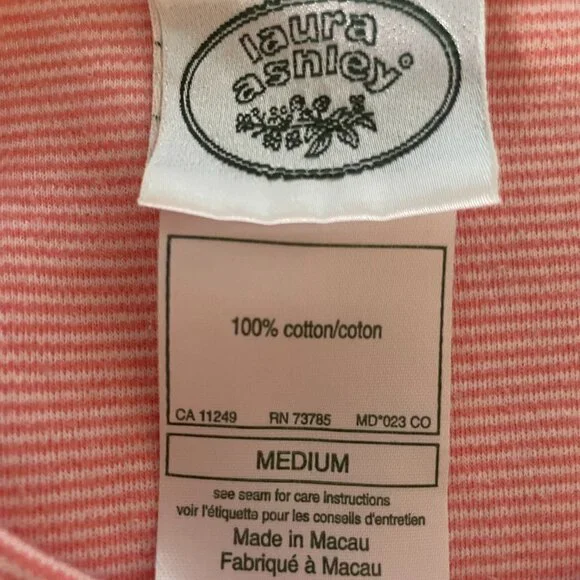 laura
ashley®
100% cotton/coton
CA 11249 RN 73785 MD*023 CO
MEDIUM
see seam for care instructions
voir l'étiquette pour les conseils d'entretien
Made in Macau
Fabriqué à Macau